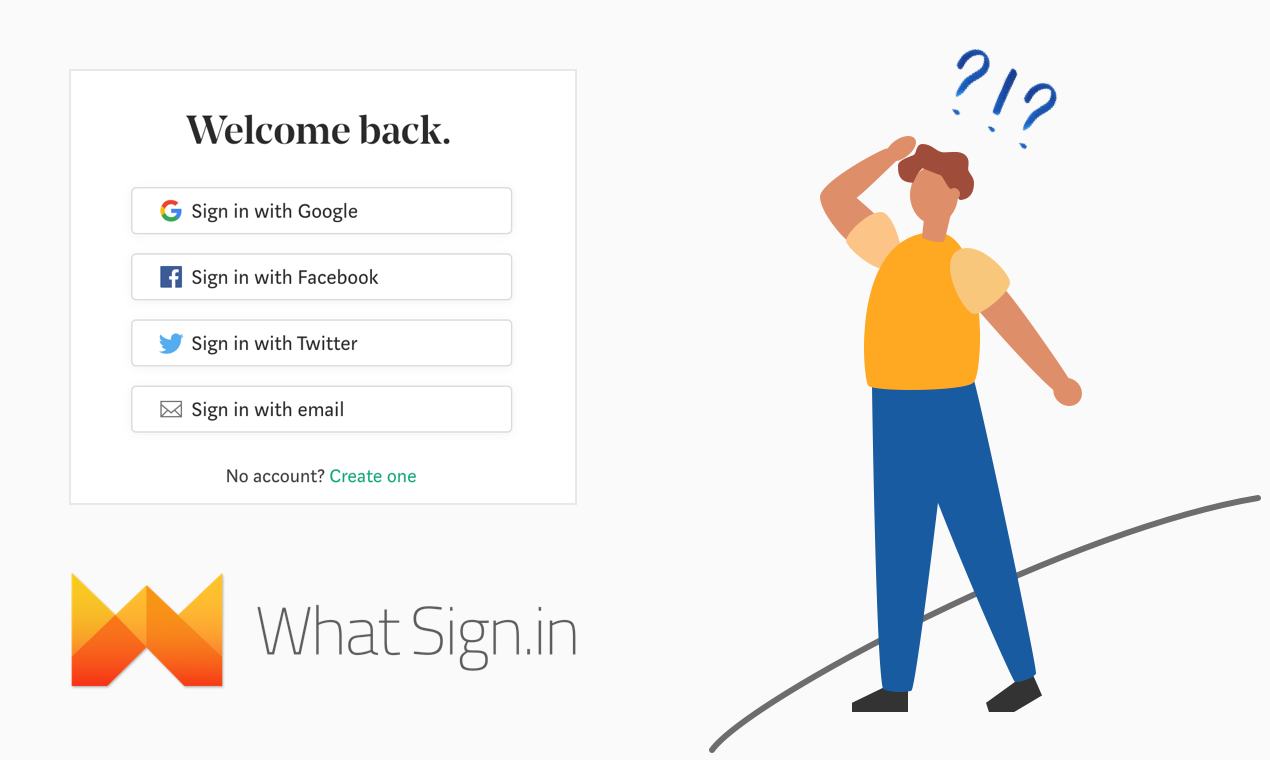 Welcome back.
Sign in with Google
Sign in with Facebook
Sign in with Twitter
Sign in with email
No account? Create one
What Sign.in
?!?